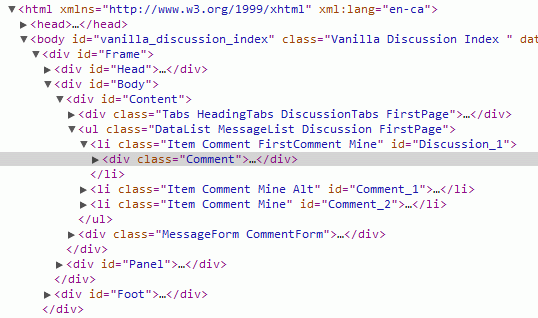 ▼<html xmlns="http://www.w3.org/1999/xhtml" xml:lang="en-ca">
▶<head>…</head>
▼<body id="vanilla_discussion_index" class="Vanilla Discussion Index " dat
▼<div id="Frame">
▶<div id="Head">…</div>
▼<div id="Body">
▼<div id="Content">
▶<div class="Tabs HeadingTabs DiscussionTabs FirstPage">…</div>
▼<ul class="DataList MessageList Discussion FirstPage">
▼<li class="Item Comment FirstComment Mine" id="Discussion_1">
▶<div class="Comment">…</div>
</li>
▶<li class="Item Comment Mine Alt" id="Comment_1">…</li>
▶<li class="Item Comment Mine" id="Comment_2">…</li>
</ul>
▶<div class="MessageForm CommentForm">…</div>
</div>
▶<div id="Panel">…</div>
</div>
▶<div id="Foot">…</div>
</div>